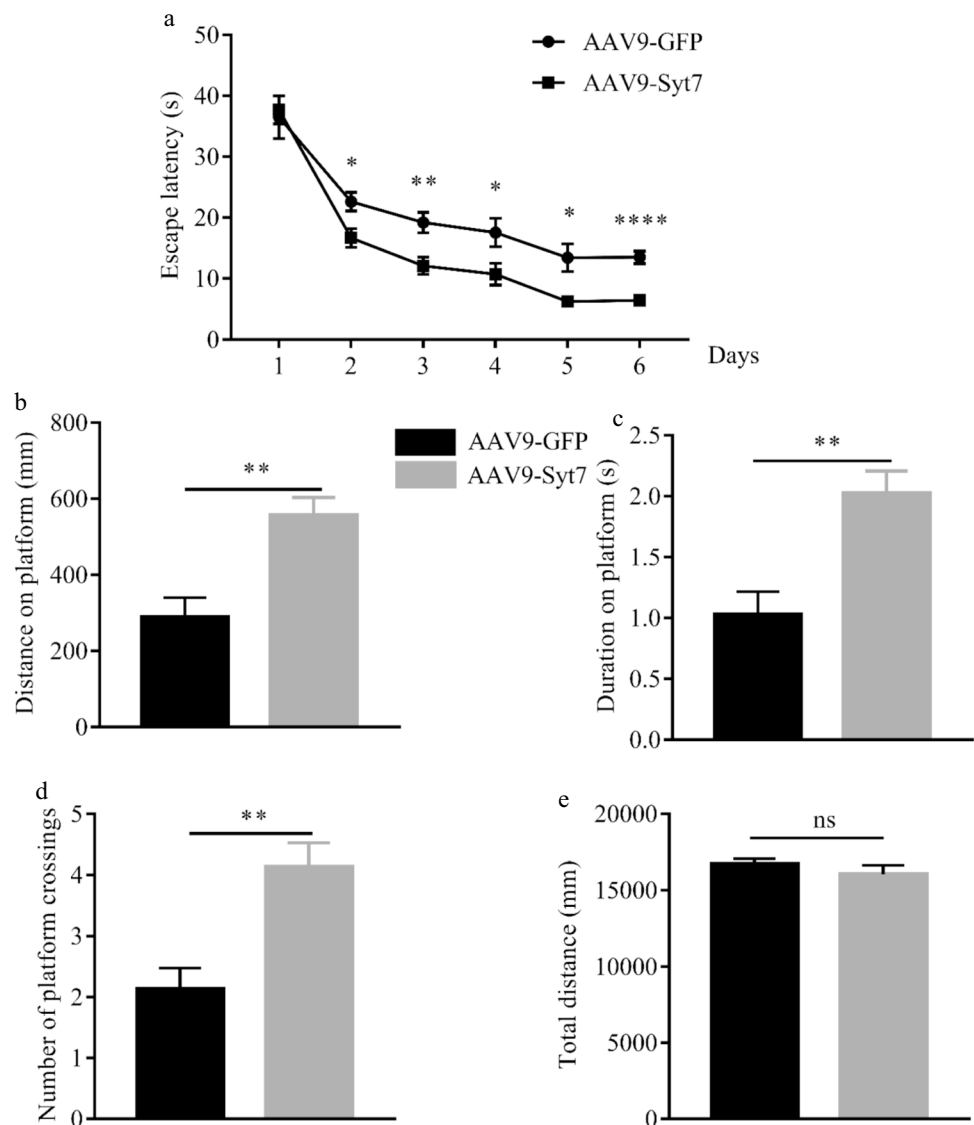 a
50
40
30
20
10
0
Escape latency (s)
AAV9-GFP
AAV9-Syt7
*
**
*
*
****
1 2 3 4 5 6
Days
b
800
600
400
200
0
Distance on platform (mm)
**
AAV9-GFP
AAV9-Syt7
c
2.5
2.0
1.5
1.0
0.5
0.0
Duration on platform (s)
**
d
5
4
3
2
1
0
Number of platform crossings
**
e
20000
15000
10000
5000
0
Total distance (mm)
ns